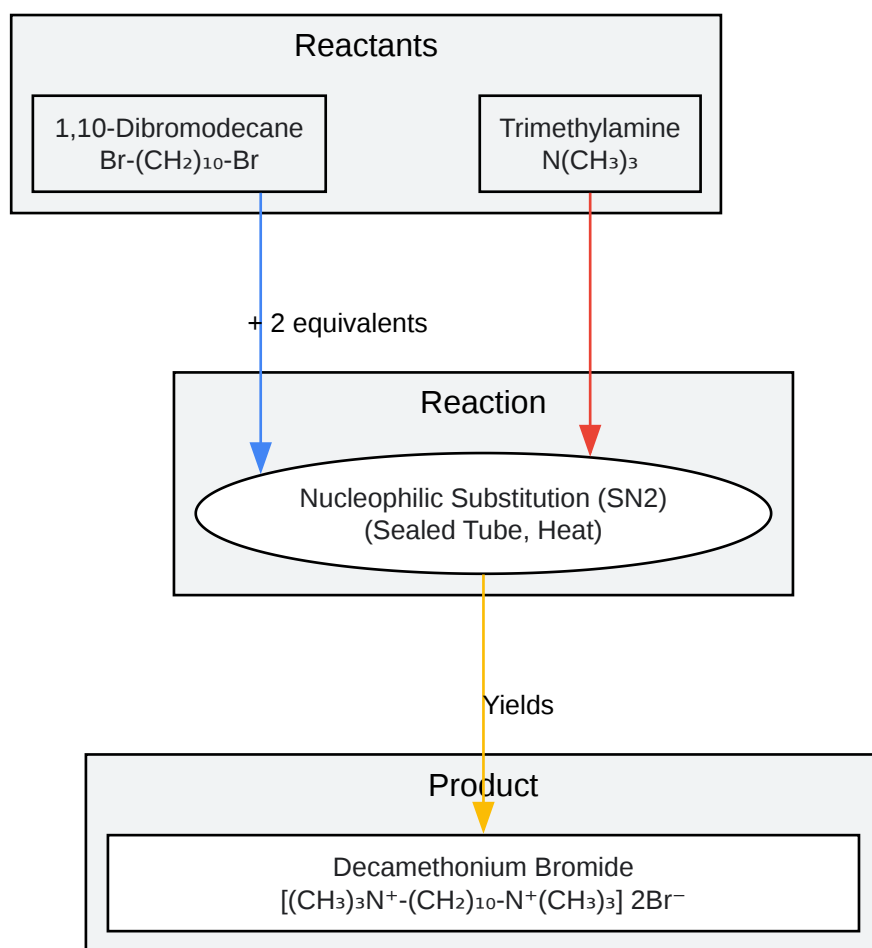 Reactants
1,10-Dibromodecane
Br-(CH₂)₁₀-Br
Trimethylamine
N(CH₃)₃
+ 2 equivalents
Reaction
Nucleophilic Substitution (SN2)
(Sealed Tube, Heat)
Yields
Product
Decamethonium Bromide
[(CH₃)₃N⁺-(CH₂)₁₀-N⁺(CH₃)₃] 2Br⁻